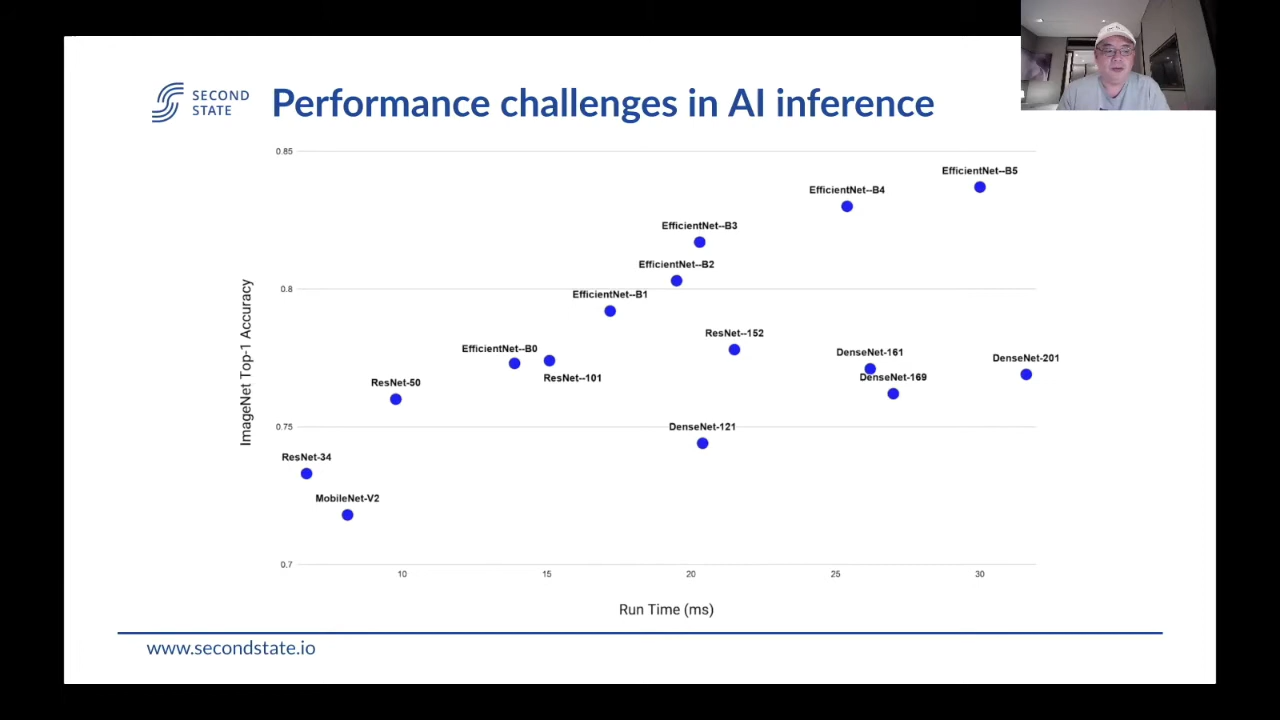 SECOND
STATE
Performance challenges in AI inference
0.85
EfficientNet--B5
EfficientNet--B4
EfficientNet--B3
EfficientNet--B2
0.8
EfficientNet--B1
ResNet--152
EfficientNet--B0
DenseNet-161
DenseNet-201
ResNet--101
DenseNet-169
ResNet-50
ImageNet Top-1 Accuracy
0.75
DenseNet-121
ResNet-34
MobileNet-V2
0.7
10
15
20
25
30
Run Time (ms)
www.secondstate.io